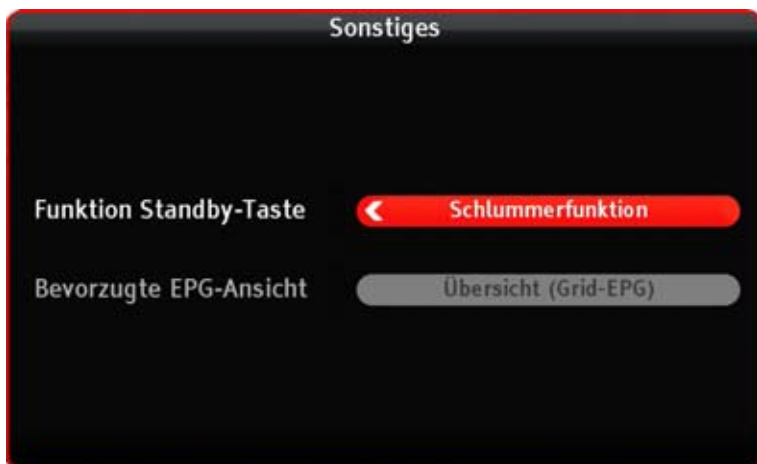 Sonstiges
Funktion Standby-Taste
Schlummerfunktion
Bevorzugte EPG-Ansicht
Übersicht (Grid-EPG)